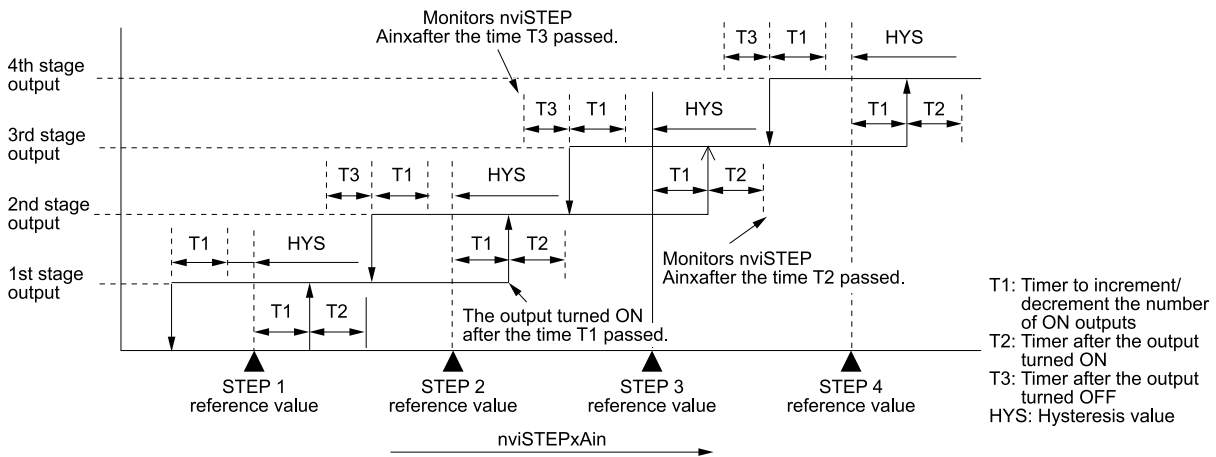 Monitors nviSTEP
Ainxafter the time T3 passed.
T3
T1
HYS
4th stage
output
T3
T1
HYS
T1
T2
3rd stage
output
T3
T1
HYS
T1
T2
2nd stage
output
T1
HYS
T1
T2
Monitors nviSTEP
Ainxafter the time T2 passed.
1st stage
output
T1
T2
The output turned ON
after the time T1 passed.
STEP 1
reference value
STEP 2
reference value
STEP 3
reference value
STEP 4
reference value
nviSTEPxAin
T1: Timer to increment/
decrement the number
of ON outputs
T2: Timer after the output
turned ON
T3: Timer after the output
turned OFF
HYS: Hysteresis value